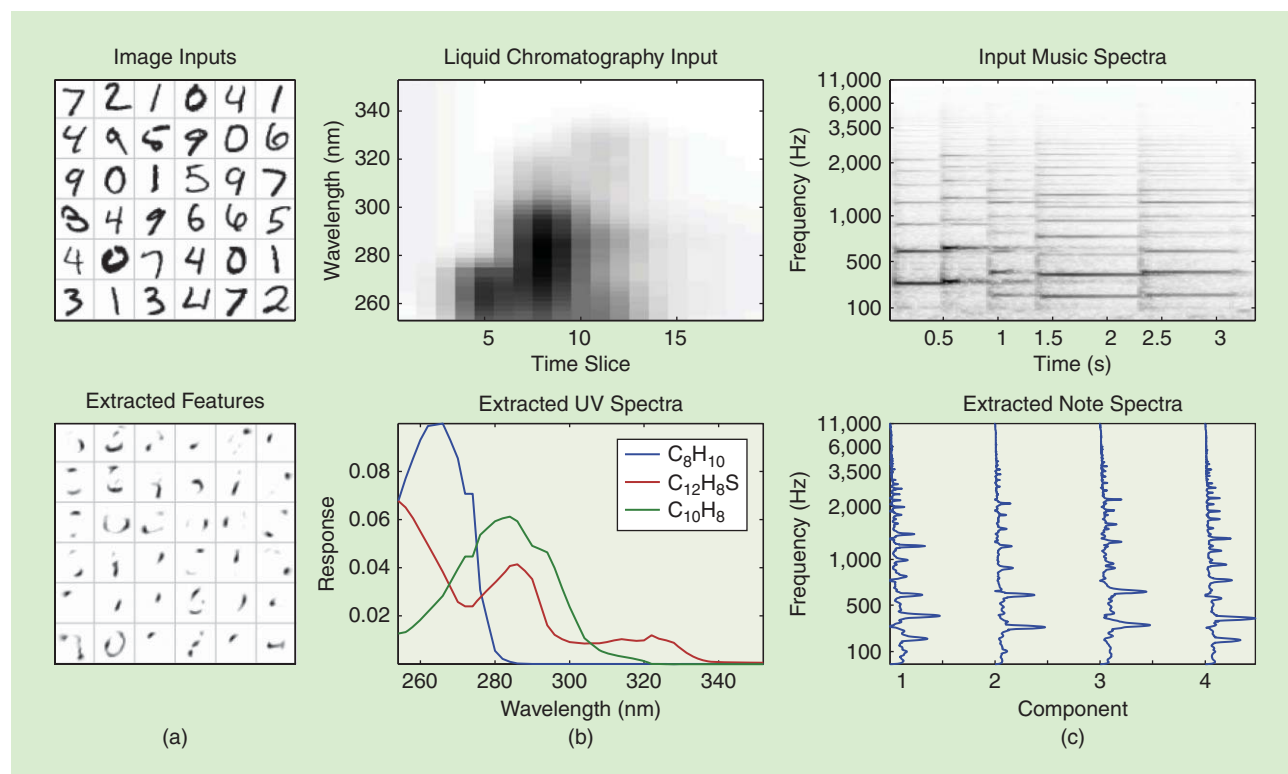 Image Inputs
7 2 1 0 4 1
4 9 5 9 0 6
9 0 1 5 9 7
3 4 9 6 6 5
4 0 7 4 0 1
3 1 3 4 7 2
Liquid Chromatography Input
Wavelength (nm)
340
320
300
280
260
5 10 15
Time Slice
Input Music Spectra
Frequency (Hz)
11,000
6,000
3,500
2,000
1,000
500
100
0.5 1 1.5 2 2.5 3
Time (s)
Extracted Features
(a)
Extracted UV Spectra
Response
0.08
0.06
0.04
0.02
C₈H₁₀
C₁₂H₈S
C₁₀H₈
260 280 300 320 340
Wavelength (nm)
(b)
Extracted Note Spectra
Frequency (Hz)
11,000
6,000
3,500
2,000
1,000
500
100
1 2 3 4
Component
(c)